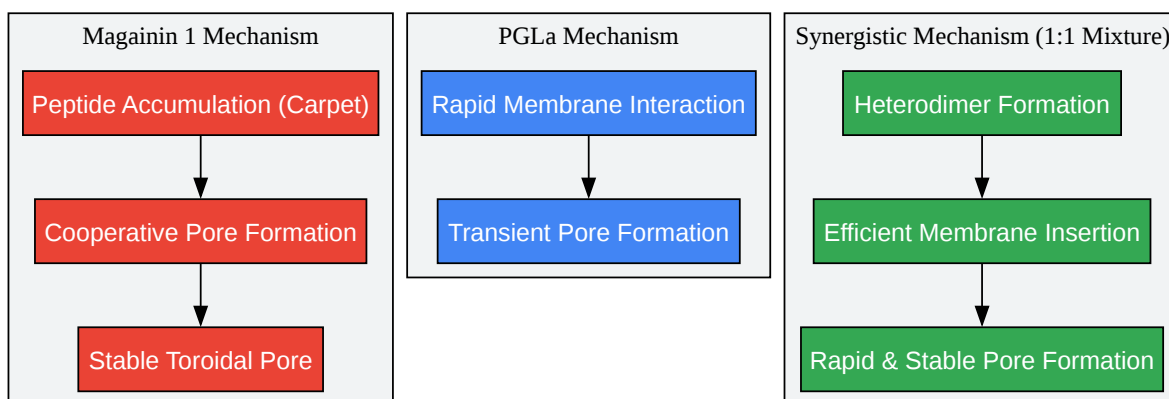 Magainin 1 Mechanism
Peptide Accumulation (Carpet)
Cooperative Pore Formation
Stable Toroidal Pore
PGLa Mechanism
Rapid Membrane Interaction
Transient Pore Formation
Synergistic Mechanism (1:1 Mixture)
Heterodimer Formation
Efficient Membrane Insertion
Rapid & Stable Pore Formation